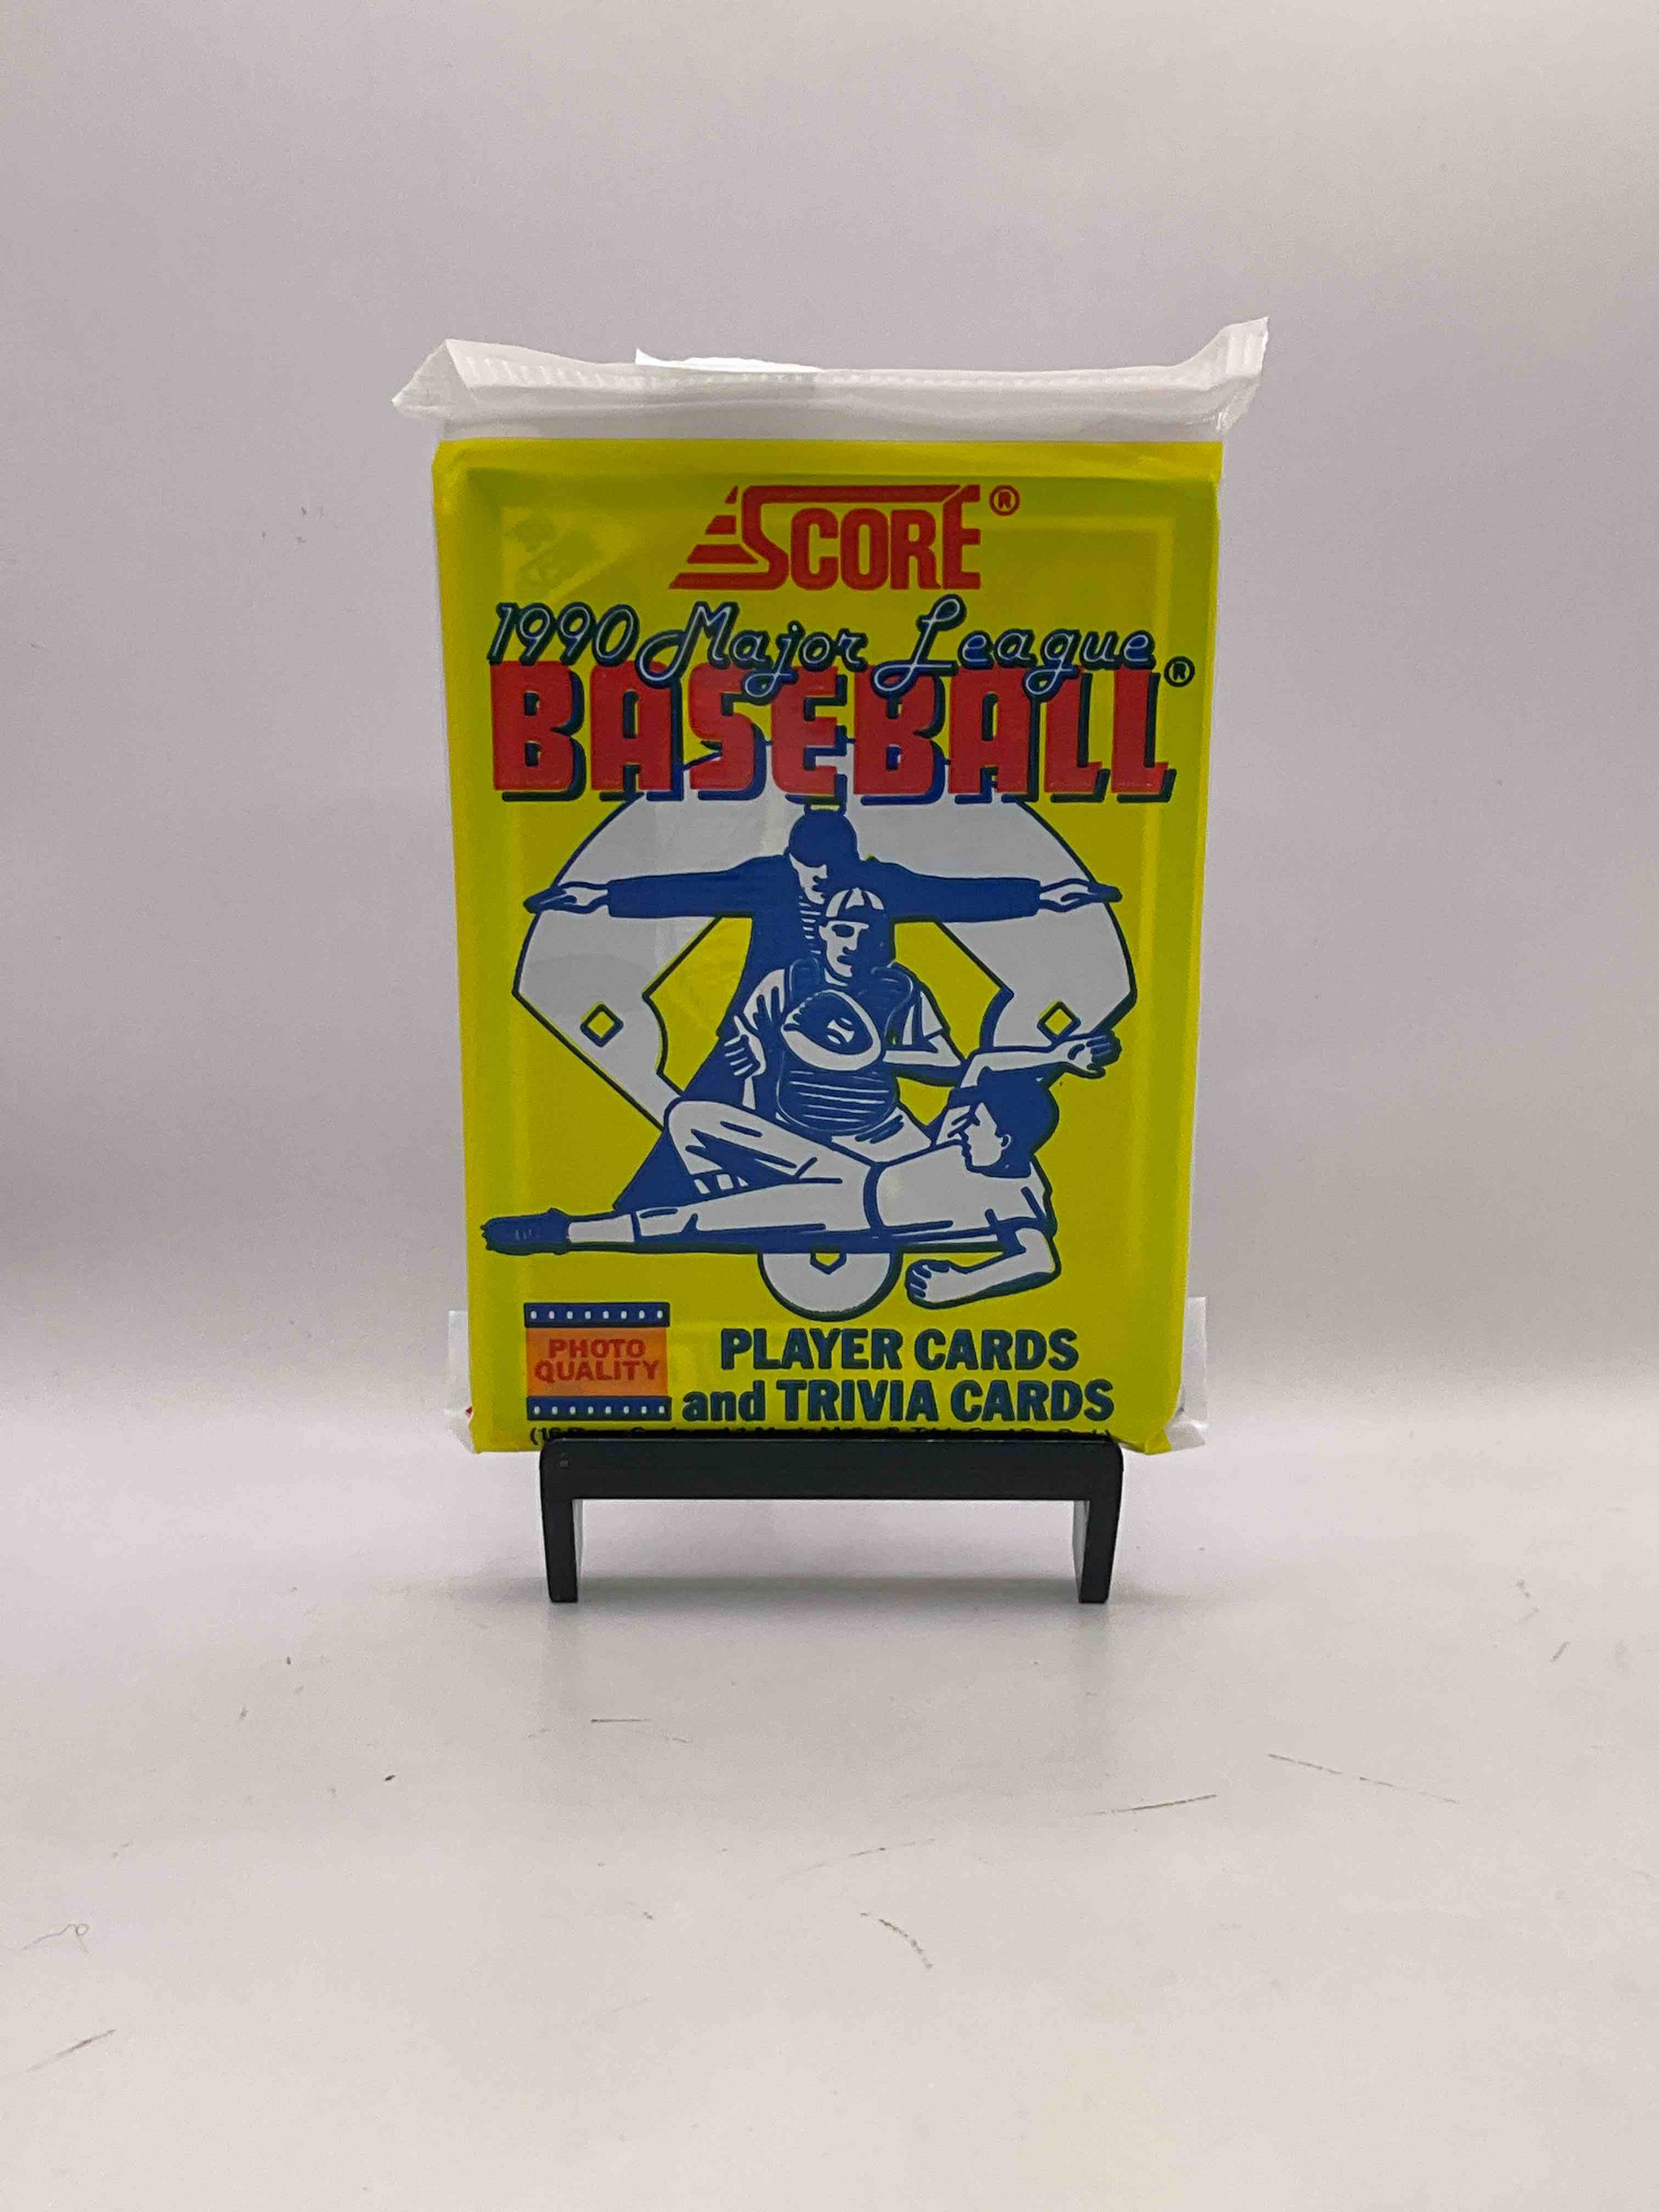 SCORE®
1990 Major League
BASEBALL®
PHOTO
QUALITY
PLAYER CARDS
and TRIVIA CARDS